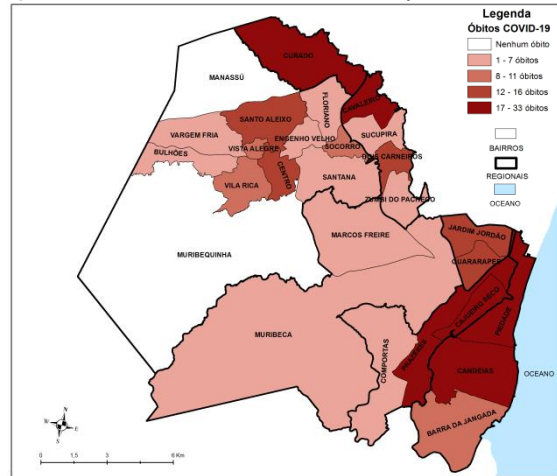 Legenda
Óbitos COVID-19
Nenhum óbito
1 - 7 óbitos
8 - 11 óbitos
12 - 16 óbitos
17 - 33 óbitos
BAIRROS
REGIONAIS
OCEANO
CURADO
MANASSÚ
FLORIANO
CAVALEIRO
SANTO ALEIXO
VARGEM FRIA
ENGENHO VELHO
SUCUPIRA
BULHÕES
VISTA ALEGRE
SOCORRO
DOIS CARNEIROS
VILA RICA
CENTRO
SANTANA
ZUMBI DO PACHECO
MARCOS FREIRE
JARDIM JORDÃO
MURIBEQUINHA
GUARARAPES
CAJUEIRO SECO
PIEDADE
MURIBECA
COMPORTAS
PRAZERES
CANDEIAS
OCEANO
BARRA DA JANGADA
N
W
E
S
0 1,5 3 6 Km